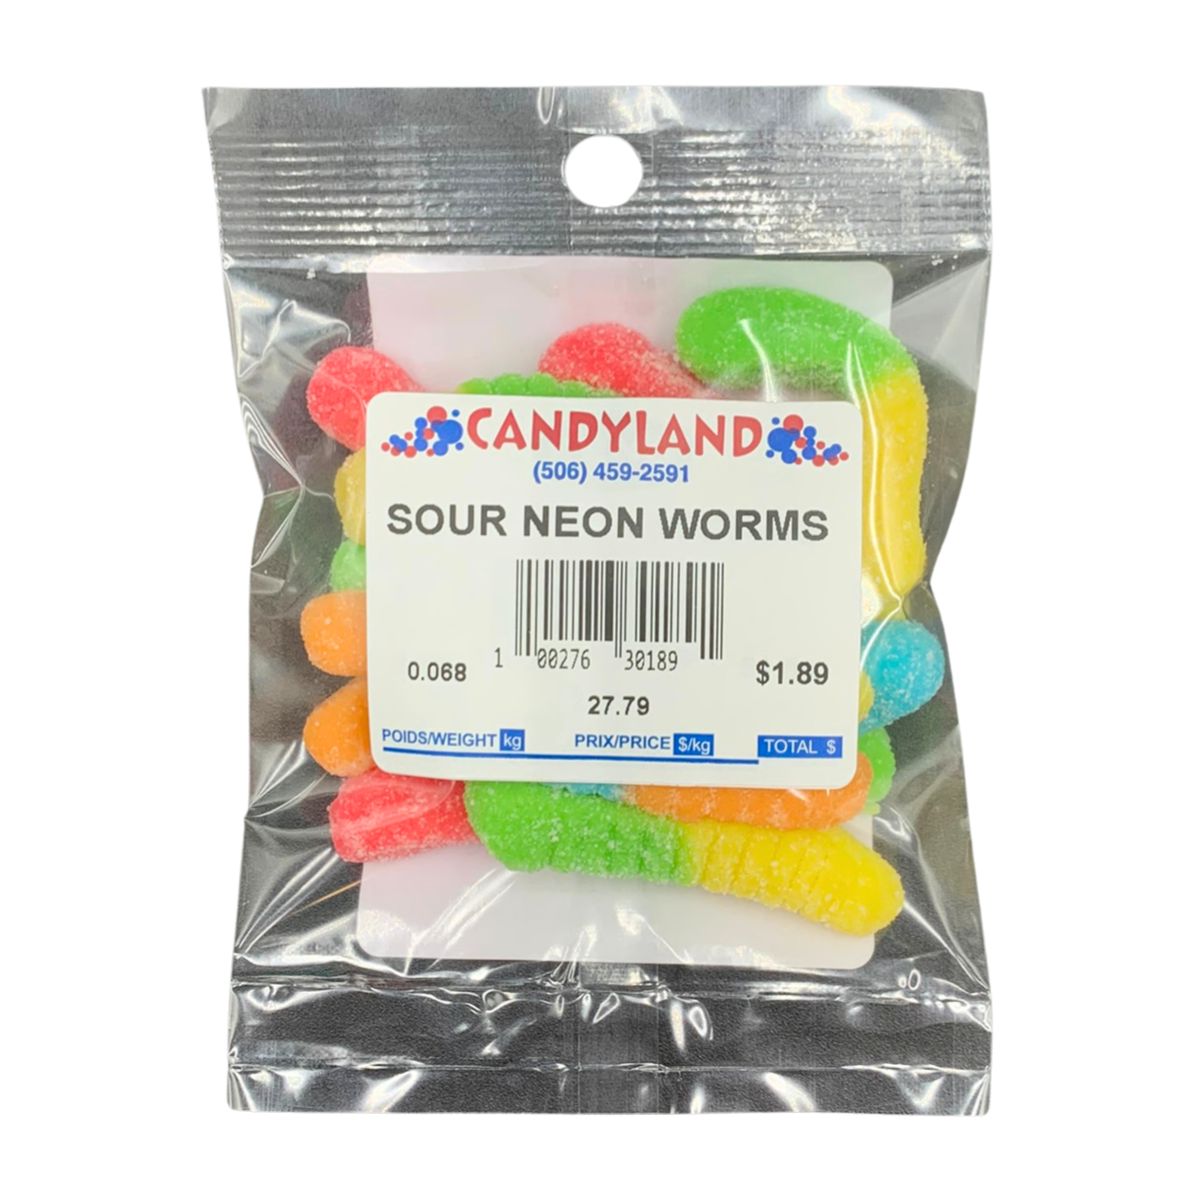 CANDYLAND
(506) 459-2591
SOUR NEON WORMS
1 00276 30189
0.068 $1.89
27.79
POIDS/WEIGHT kg PRIX/PRICE $/kg TOTAL $